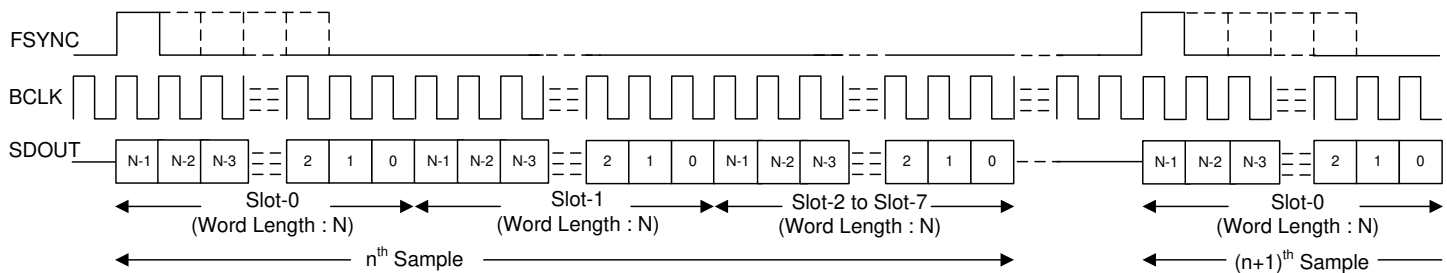 FSYNC
BCLK
SDOUT
N-1 N-2 N-3 2 1 0 N-1 N-2 N-3 2 1 0 N-1 N-2 N-3 2 1 0 N-1 N-2 N-3 2 1 0
Slot-0 Slot-1 Slot-2 to Slot-7 Slot-0
(Word Length : N) (Word Length : N) (Word Length : N) (Word Length : N)
nth Sample (n+1)th Sample